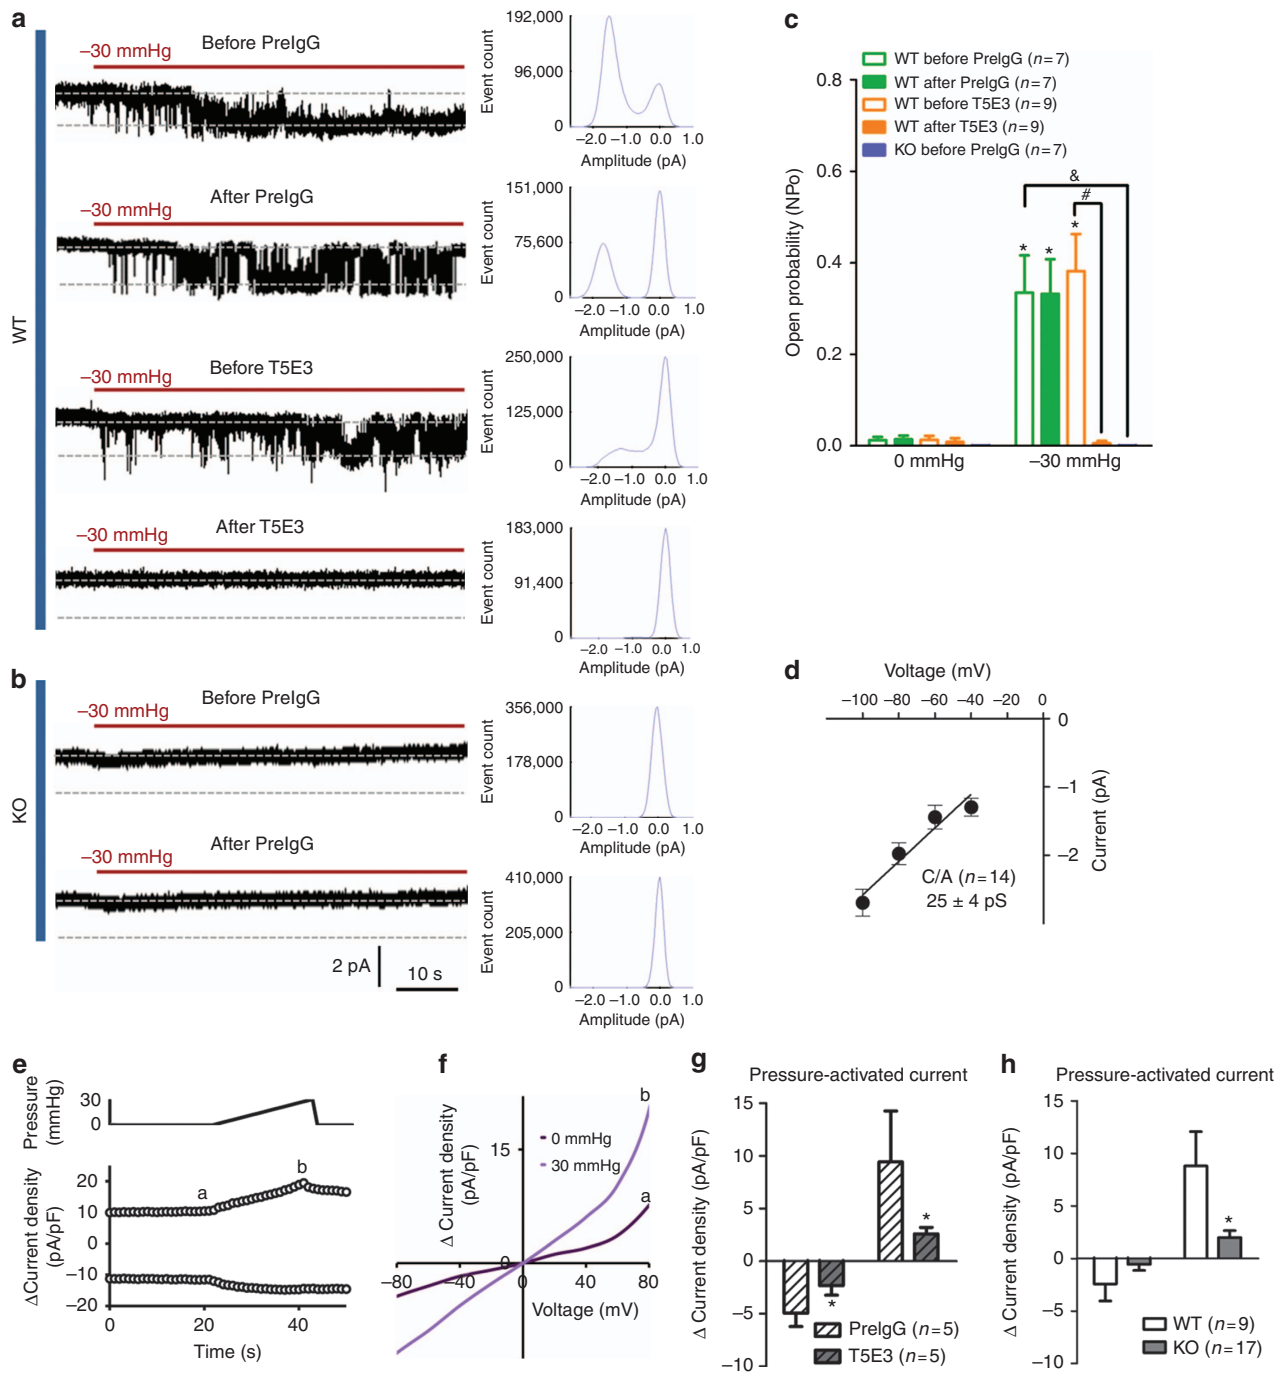 a
WT
Before PreIgG
–30 mmHg
192,000
96,000
0
Event count
–2.0 –1.0 0.0 1.0
Amplitude (pA)
After PreIgG
–30 mmHg
151,000
75,600
0
Event count
–2.0 –1.0 0.0 1.0
Amplitude (pA)
Before T5E3
–30 mmHg
250,000
125,000
0
Event count
–2.0 –1.0 0.0 1.0
Amplitude (pA)
After T5E3
–30 mmHg
183,000
91,400
0
Event count
–2.0 –1.0 0.0 1.0
Amplitude (pA)
b
KO
Before PreIgG
–30 mmHg
356,000
178,000
0
Event count
–2.0 –1.0 0.0 1.0
Amplitude (pA)
After PreIgG
–30 mmHg
410,000
205,000
0
Event count
–2.0 –1.0 0.0 1.0
Amplitude (pA)
2 pA
10 s
c
WT before PreIgG (n=7)
WT after PreIgG (n=7)
WT before T5E3 (n=9)
WT after T5E3 (n=9)
KO before PreIgG (n=7)
Open probability (NPo)
0.8
0.6
0.4
0.2
0.0
&
#
* * *
0 mmHg –30 mmHg
d
Voltage (mV)
–100 –80 –60 –40 –20 0
0
–1
–2
Current (pA)
C/A (n=14)
25 ± 4 pS
e
Pressure
(mmHg)
30
0
ΔCurrent density
(pA/pF)
20
10
0
–10
–20
a
b
0 20 40
Time (s)
f
Δ Current density
(pA/pF)
15
0
0 mmHg
30 mmHg
b
a
–80 –40 0 40 80
Voltage (mV)
g
Pressure-activated current
Δ Current density (pA/pF)
15
10
5
0
–5
–10
*
*
PreIgG (n=5)
T5E3 (n=5)
h
Pressure-activated current
Δ Current density (pA/pF)
15
10
5
0
–5
–10
*
WT (n=9)
KO (n=17)